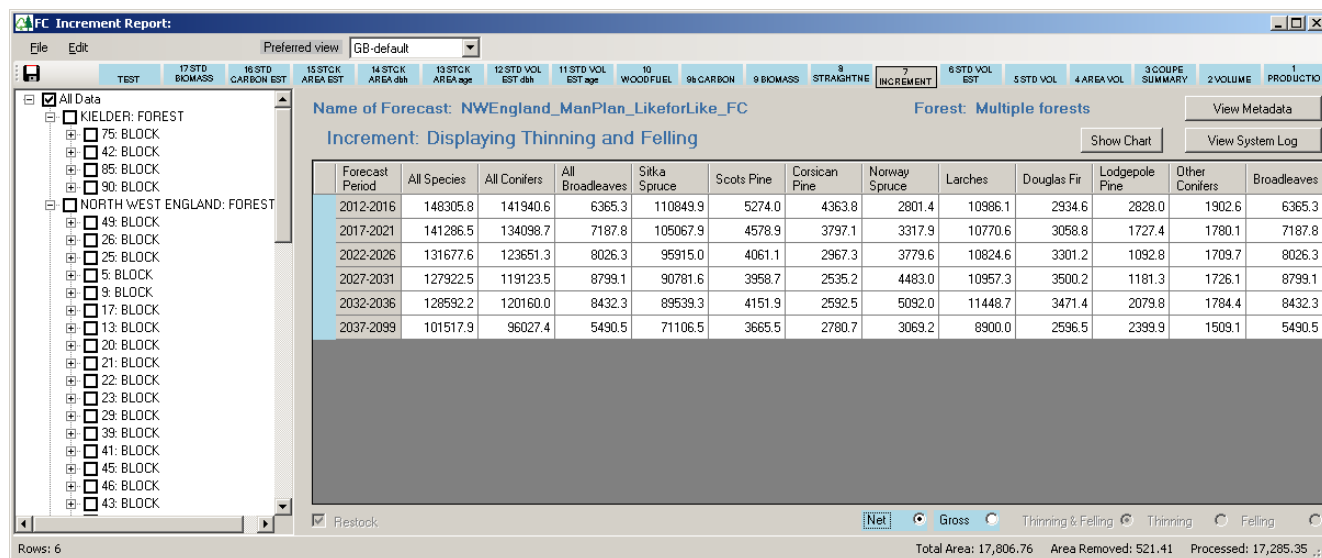 FC Increment Report:
File Edit Preferred view GB-default
TEST 17 STD BIOMASS 16 STD CARBON EST 15 STCK AREA EST 14 STCK AREA dbh 13 STCK AREA age 12 STD VOL EST dbh 11 STD VOL EST age 10 WOODFUEL 9b CARBON 9 BIOMASS 8 STRAIGHTNE 7 INCREMENT 6 STD VOL EST 5 STD VOL 4 AREA VOL 3 COUPE SUMMARY 2 VOLUME 1 PRODUCTIO
All Data
KIELDER: FOREST
75: BLOCK
42: BLOCK
85: BLOCK
90: BLOCK
NORTH WEST ENGLAND: FOREST
49: BLOCK
26: BLOCK
25: BLOCK
5: BLOCK
9: BLOCK
17: BLOCK
13: BLOCK
20: BLOCK
21: BLOCK
22: BLOCK
23: BLOCK
29: BLOCK
39: BLOCK
41: BLOCK
45: BLOCK
46: BLOCK
43: BLOCK
Name of Forecast: NWEngland_ManPlan_LikeforLike_FC Forest: Multiple forests View Metadata
Increment: Displaying Thinning and Felling Show Chart View System Log
Forecast Period All Species All Conifers All Broadleaves Sitka Spruce Scots Pine Corsican Pine Norway Spruce Larches Douglas Fir Lodgepole Pine Other Conifers Broadleaves
2012-2016 148305.8 141940.6 6365.3 110849.9 5274.0 4363.8 2801.4 10986.1 2934.6 2828.0 1902.6 6365.3
2017-2021 141286.5 134098.7 7187.8 105067.9 4578.9 3797.1 3317.9 10770.6 3058.8 1727.4 1780.1 7187.8
2022-2026 131677.6 123651.3 8026.3 95915.0 4061.1 2967.3 3779.6 10824.6 3301.2 1092.8 1709.7 8026.3
2027-2031 127922.5 119123.5 8799.1 90781.6 3958.7 2535.2 4483.0 10957.3 3500.2 1181.3 1726.1 8799.1
2032-2036 128592.2 120160.0 8432.3 89539.3 4151.9 2592.5 5092.0 11448.7 3471.4 2079.8 1784.4 8432.3
2037-2099 101517.9 96027.4 5490.5 71106.5 3665.5 2780.7 3069.2 8900.0 2596.5 2399.9 1509.1 5490.5
Restock Net Gross Thinning & Felling Thinning Felling
Rows: 6 Total Area: 17,806.76 Area Removed: 521.41 Processed: 17,285.35